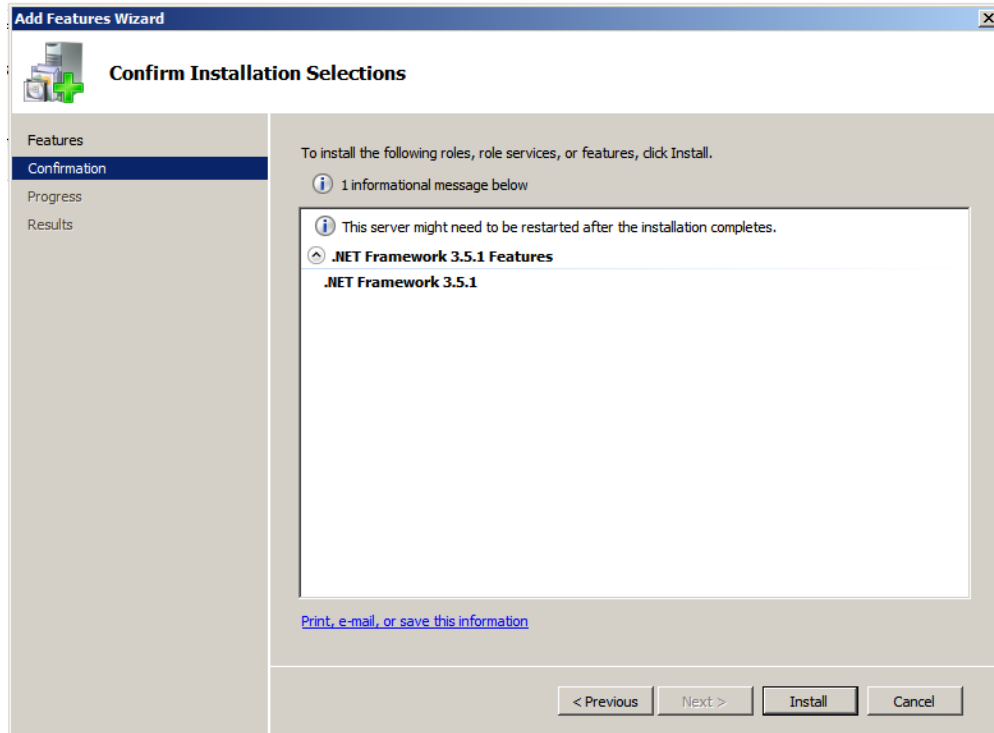 Add Features Wizard
Confirm Installation Selections
Features
Confirmation
Progress
Results
To install the following roles, role services, or features, click Install.
1 informational message below
This server might need to be restarted after the installation completes.
.NET Framework 3.5.1 Features
.NET Framework 3.5.1
Print, e-mail, or save this information
< Previous
Next >
Install
Cancel